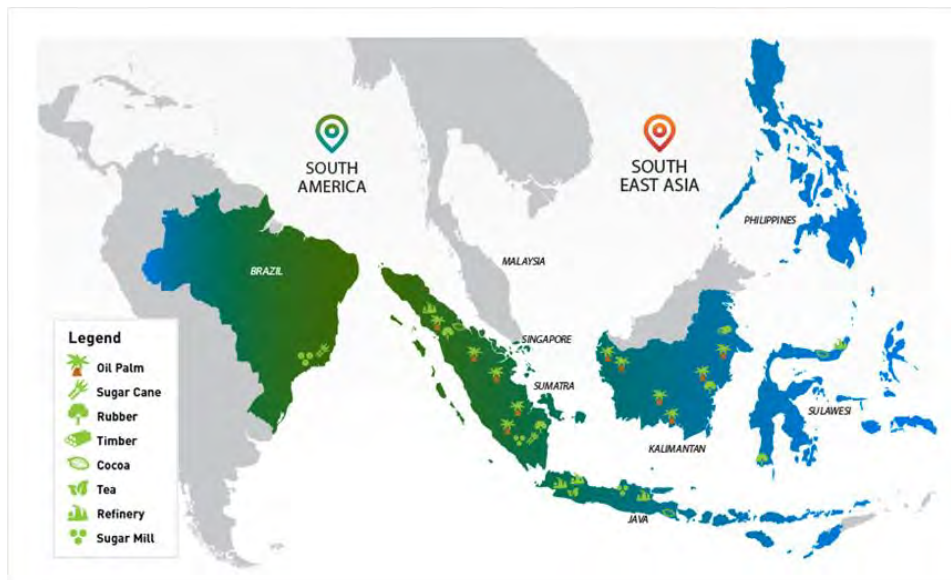 SOUTH
AMERICA
SOUTH
EAST ASIA
PHILIPPINES
MALAYSIA
BRAZIL
SINGAPORE
SUMATRA
SULAWESI
KALIMANTAN
JAVA
Legend
Oil Palm
Sugar Cane
Rubber
Timber
Cocoa
Tea
Refinery
Sugar Mill